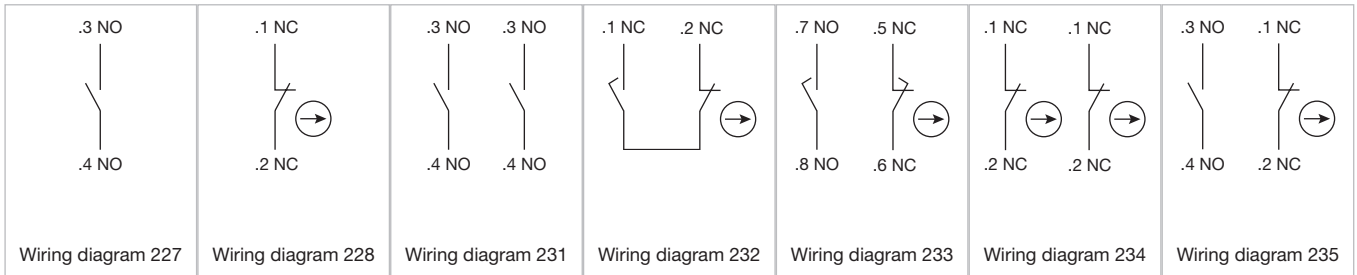 .3 NO
.4 NO
Wiring diagram 227
.1 NC
.2 NC
Wiring diagram 228
.3 NO .3 NO
.4 NO .4 NO
Wiring diagram 231
.1 NC .2 NC
Wiring diagram 232
.7 NO .5 NC
.8 NO .6 NC
Wiring diagram 233
.1 NC .1 NC
.2 NC .2 NC
Wiring diagram 234
.3 NO .1 NC
.4 NO .2 NC
Wiring diagram 235